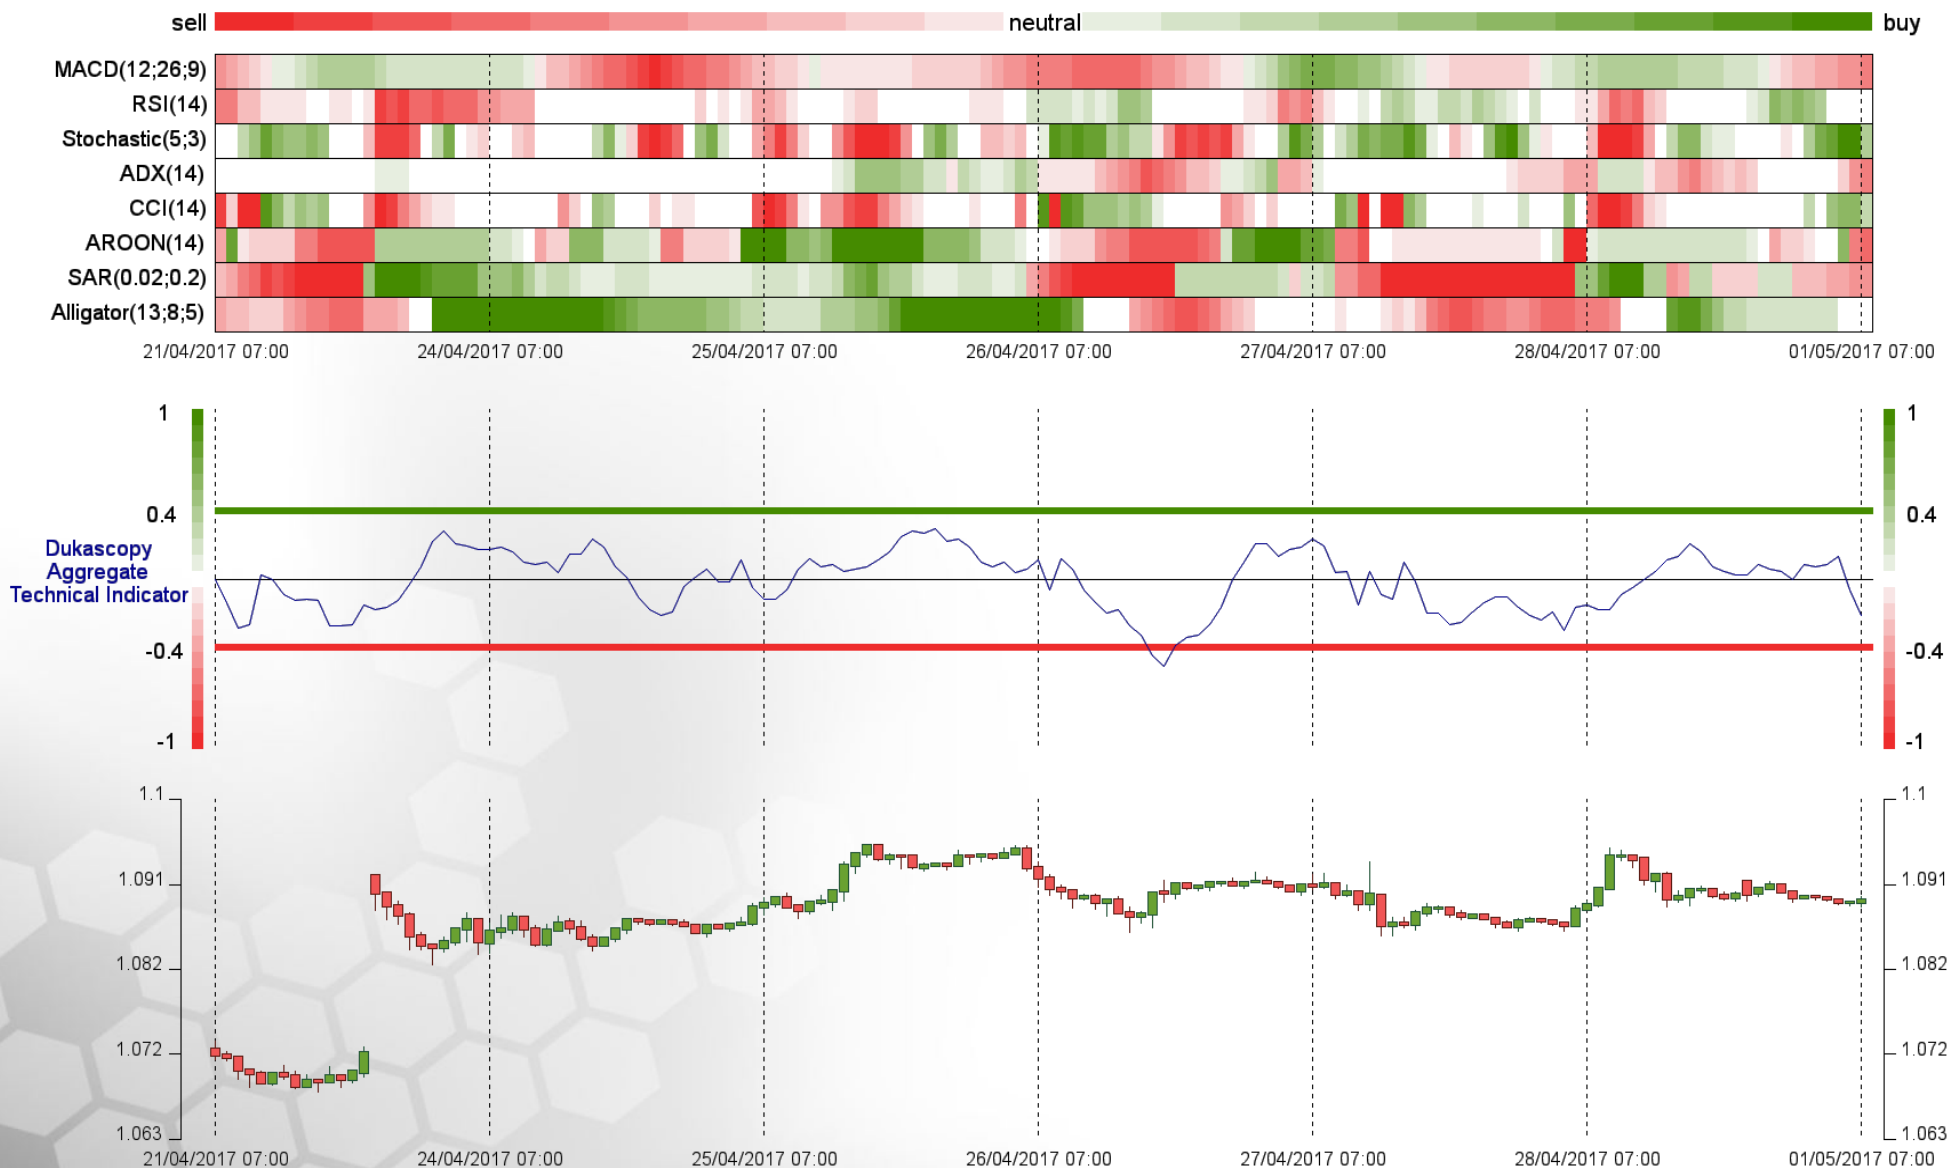 sell neutral buy
MACD(12;26;9)
RSI(14)
Stochastic(5;3)
ADX(14)
CCI(14)
AROON(14)
SAR(0.02;0.2)
Alligator(13;8;5)
21/04/2017 07:00 24/04/2017 07:00 25/04/2017 07:00 26/04/2017 07:00 27/04/2017 07:00 28/04/2017 07:00 01/05/2017 07:00
1 1
0.4 0.4
Dukascopy
Aggregate
Technical Indicator
-0.4 -0.4
-1 -1
1.1 1.1
1.091 1.091
1.082 1.082
1.072 1.072
1.063 1.063
21/04/2017 07:00 24/04/2017 07:00 25/04/2017 07:00 26/04/2017 07:00 27/04/2017 07:00 28/04/2017 07:00 01/05/2017 07:00